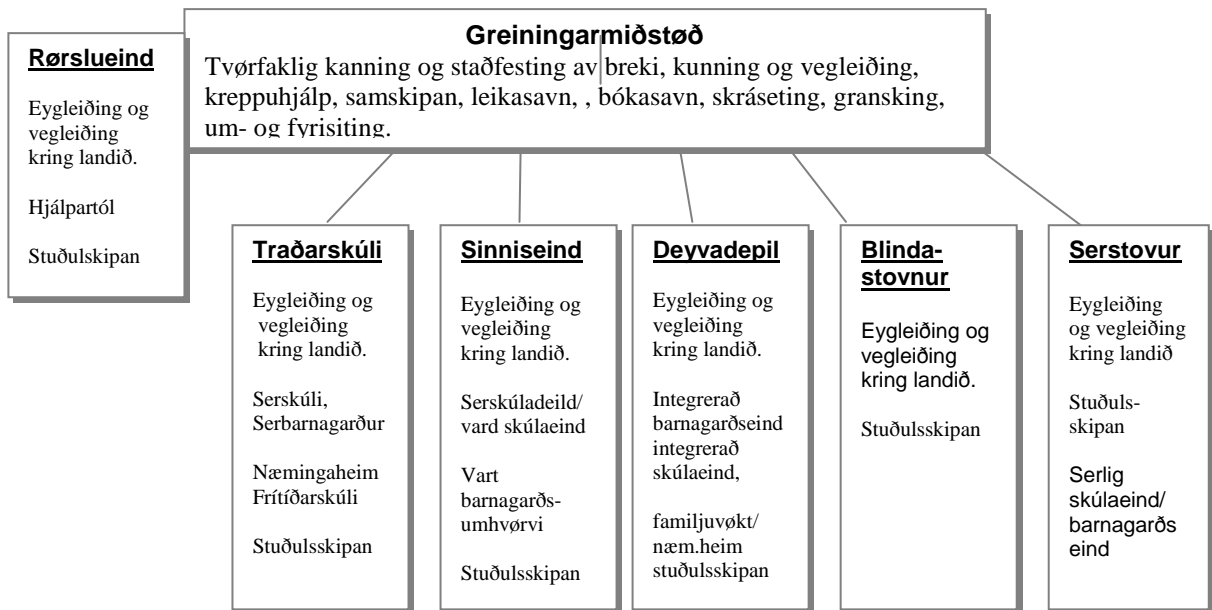 Greiningarmiðstøð
Tvørfaklig kanning og staðfesting av breki, kunning og vegleiðing,
kreppuhjálp, samskipan, leikasavn, , bókasavn, skráseting, gransking,
um- og fyrisiting.
Rørslueind
Eygleiðing og
vegleiðing
kring landið.
Hjálpartól
Stuðulskipan
Traðarskúli
Eygleiðing og
vegleiðing
kring landið.
Serskúli,
Serbarnagarður
Næmingaheim
Frítíðarskúli
Stuðulsskipan
Sinniseind
Eygleiðing og
vegleiðing
kring landið.
Serskúladeild/
vard skúlaeind
Vart
barnagarðs-
umhvørvi
Stuðulsskipan
Deyvadepil
Eygleiðing og
vegleiðing
kring landið.
Integrerað
barnagarðseind
integrerað
skúlaeind,
familjuvøkt/
næm.heim
stuðulsskipan
Blinda-
stovnur
Eygleiðing og
vegleiðing
kring landið.
Stuðulsskipan
Serstovur
Eygleiðing
og vegleiðing
kring landið
Stuðuls-
skipan
Serlig
skúlaeind/
barnagarðs
eind